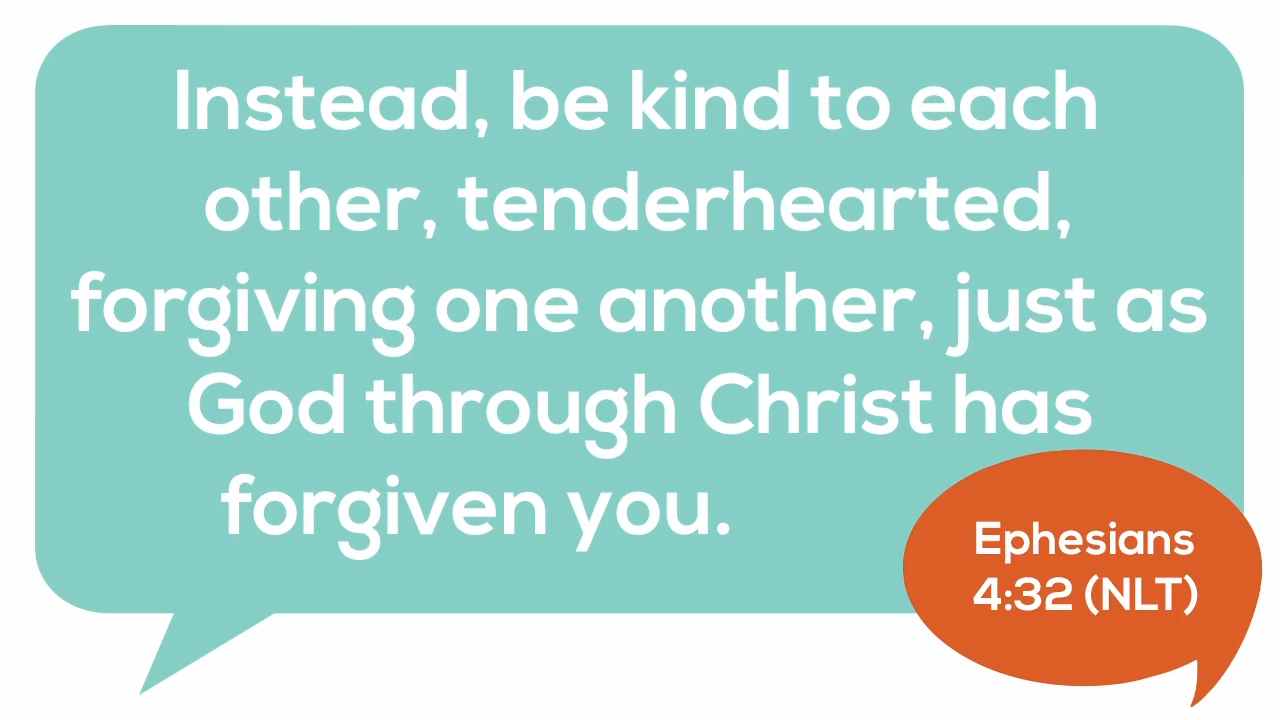 Instead, be kind to each
other, tenderhearted,
forgiving one another, just as
God through Christ has
forgiven you.
Ephesians
4:32 (NLT)